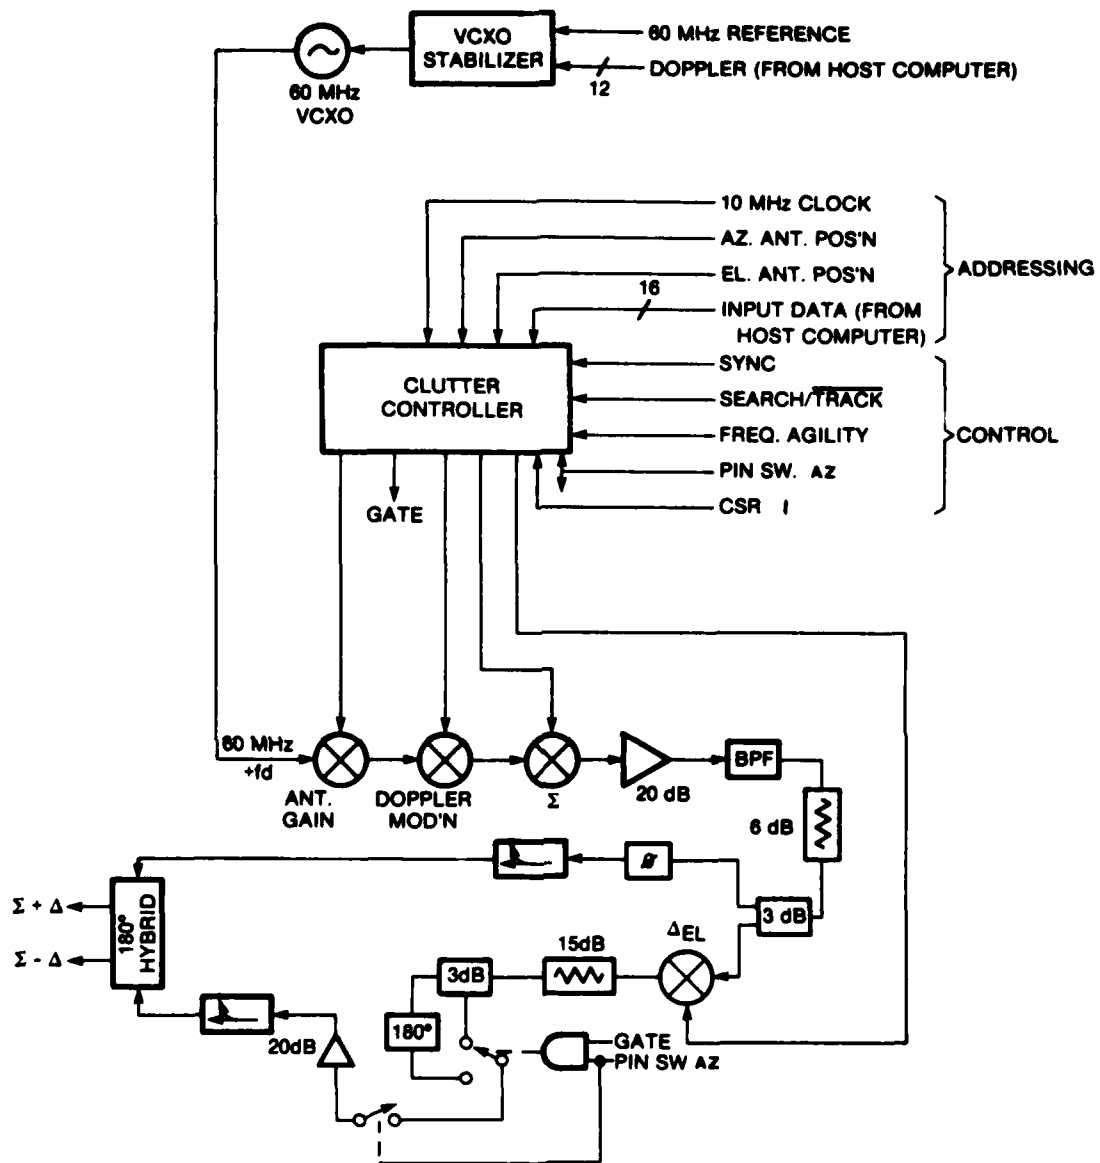 VCXO
STABILIZER
60 MHz REFERENCE
DOPPLER (FROM HOST COMPUTER)
12
60 MHz
VCXO
10 MHz CLOCK
AZ. ANT. POS'N
EL. ANT. POS'N
16
INPUT DATA (FROM
HOST COMPUTER)
ADDRESSING
CLUTTER
CONTROLLER
SYNC
SEARCH/TRACK
FREQ. AGILITY
PIN SW. AZ
CSR I
CONTROL
GATE
60 MHz
+fd
ANT.
GAIN
DOPPLER
MOD'N
Σ
20 dB
BPF
6 dB
ø
3 dB
180°
HYBRID
Σ + Δ
Σ - Δ
ΔEL
15dB
3dB
180°
20dB
GATE
PIN SW AZ